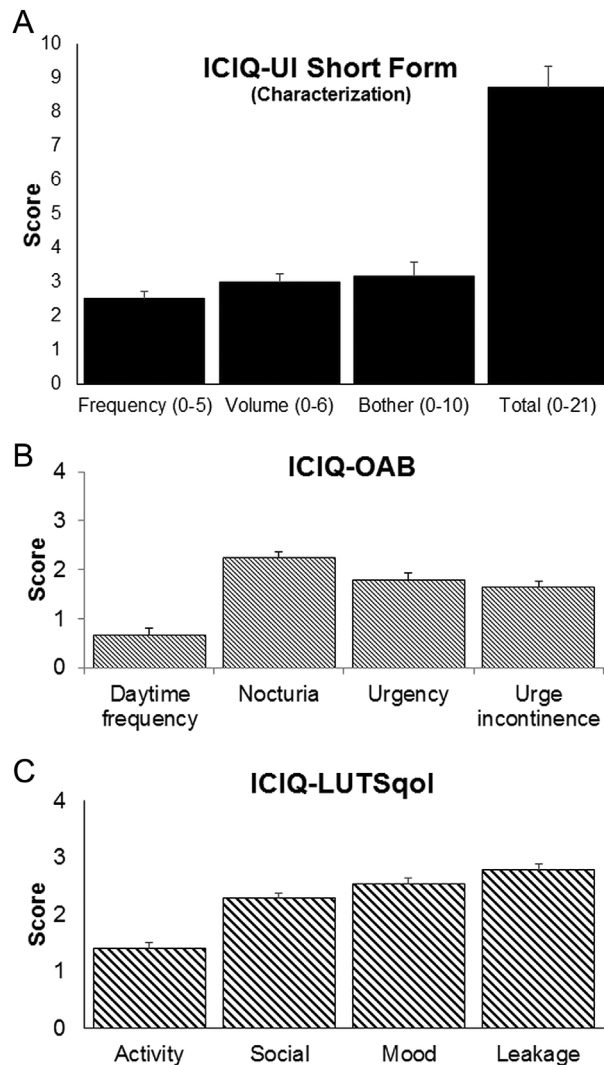 A
ICIQ-UI Short Form
(Characterization)
Score
10
9
8
7
6
5
4
3
2
1
0
Frequency (0-5) Volume (0-6) Bother (0-10) Total (0-21)
B
ICIQ-OAB
Score
4
3
2
1
0
Daytime frequency Nocturia Urgency Urge incontinence
C
ICIQ-LUTSqol
Score
4
3
2
1
0
Activity Social Mood Leakage